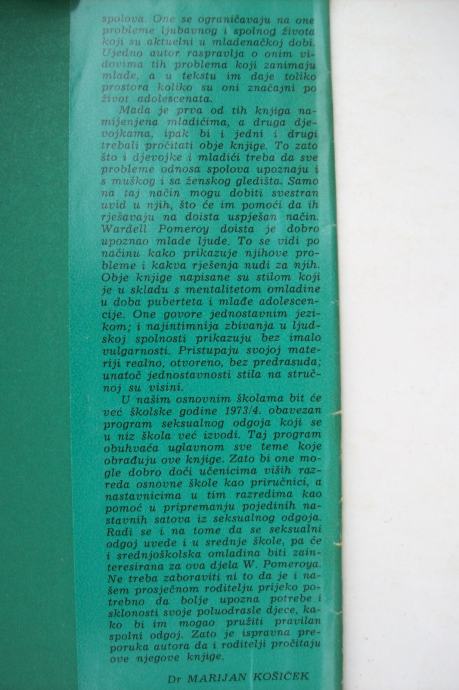 spolova. One se ograničavaju na one
probleme ljubavnog i spolnog života
koji su aktuelni u mladenačkoj dobi.
Ujedno autor raspravlja o onim vi-
dovima tih problema koji zanimaju
mlade, a u tekstu im daje toliko
prostora koliko su oni značajni po
život adolescenata.
Mada je prva od tih knjiga na-
mijenjena mladićima, a druga dje-
vojkama, ipak bi i jedni i drugi
trebali pročitati obje knjige. To zato
što i djevojke i mladići treba da sve
probleme odnosa spolova upoznaju i
s muškog i sa ženskog gledišta. Samo
na taj način mogu dobiti svestran
uvid u njih, što će im pomoći da ih
rješavaju na doista uspješan način.
Wardell Pomeroy doista je dobro
upoznao mlade ljude. To se vidi po
načinu kako prikazuje njihove pro-
bleme i kakva rješenja nudi za njih.
Obje knjige napisane su stilom koji
je u skladu s mentalitetom omladine
u doba puberteta i mlađe adolescen-
cije. One govore jednostavnim jezi-
kom; i najintimnija zbivanja u ljud-
skoj spolnosti prikazuju bez imalo
vulgarnosti. Pristupaju svojoj mate-
riji realno, otvoreno, bez predrasuda;
unatoč jednostavnosti stila na struč-
noj su visini.
U našim osnovnim školama bit će
već školske godine 1973/4. obavezan
program seksualnog odgoja koji se
u niz škola već izvodi. Taj program
obuhvaća uglavnom sve teme koje
obrađuju ove knjige. Zato bi one mo-
gle dobro doći učenicima viših raz-
reda osnovne škole kao priručnici, a
nastavnicima u tim razredima kao
pomoć u pripremanju pojedinih na-
stavnih satova iz seksualnog odgoja.
Radi se i na tome da se seksualni
odgoj uvede i u srednje škole, pa će
i srednjoškolska omladina biti zain-
teresirana za ova djela W. Pomeroya.
Ne treba zaboraviti ni to da je i na-
šem prosječnom roditelju prijeko po-
trebno da bolje upozna potrebe i
sklonosti svoje poluodrasle djece, ka-
ko bi im mogao pružiti pravilan
spolni odgoj. Zato je ispravna pre-
poruka autora da i roditelji pročitaju
ove njegove knjige.
Dr MARIJAN KOŠIČEK